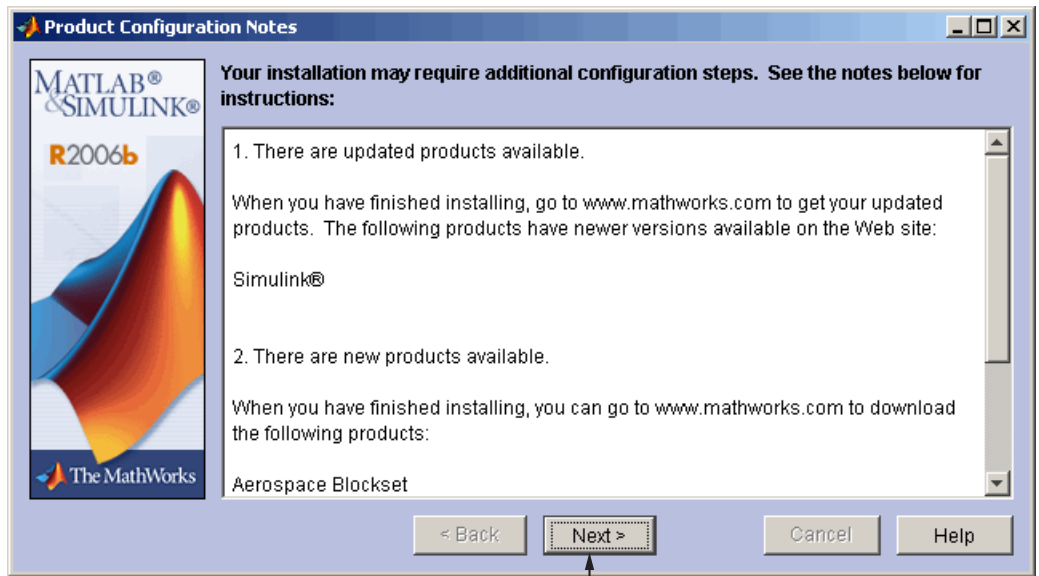 Product Configuration Notes
MATLAB®
&SIMULINK®
R2006b
The MathWorks
Your installation may require additional configuration steps.  See the notes below for
instructions:
1. There are updated products available.
When you have finished installing, go to www.mathworks.com to get your updated
products.  The following products have newer versions available on the Web site:
Simulink®
2. There are new products available.
When you have finished installing, you can go to www.mathworks.com to download
the following products:
Aerospace Blockset
< Back
Next >
Cancel
Help